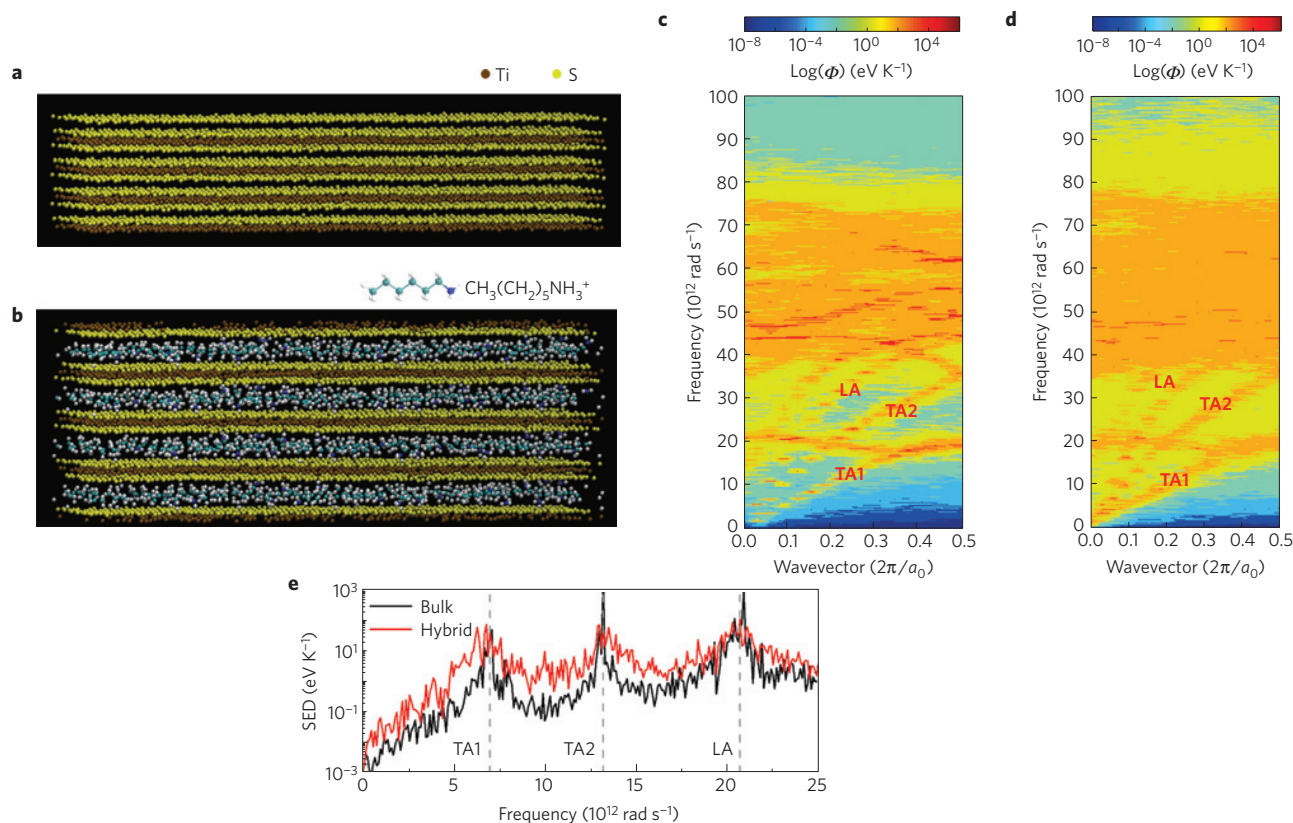 a
Ti S
CH₃(CH₂)₅NH₃⁺
b
c
10⁻⁸ 10⁻⁴ 10⁰ 10⁴
Log(Φ) (eV K⁻¹)
100
90
80
70
60
50
40
30
20
10
0
Frequency (10¹² rad s⁻¹)
LA
TA2
TA1
0.0 0.1 0.2 0.3 0.4 0.5
Wavevector (2π/a₀)
d
10⁻⁸ 10⁻⁴ 10⁰ 10⁴
Log(Φ) (eV K⁻¹)
100
90
80
70
60
50
40
30
20
10
0
Frequency (10¹² rad s⁻¹)
LA
TA2
TA1
0.0 0.1 0.2 0.3 0.4 0.5
Wavevector (2π/a₀)
e
10³
10¹
10⁻¹
10⁻³
SED (eV K⁻¹)
Bulk
Hybrid
TA1 TA2 LA
0 5 10 15 20 25
Frequency (10¹² rad s⁻¹)